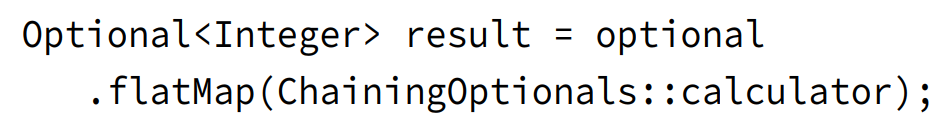 Optional<Integer> result = optional
    .flatMap(ChainingOptionals::calculator);